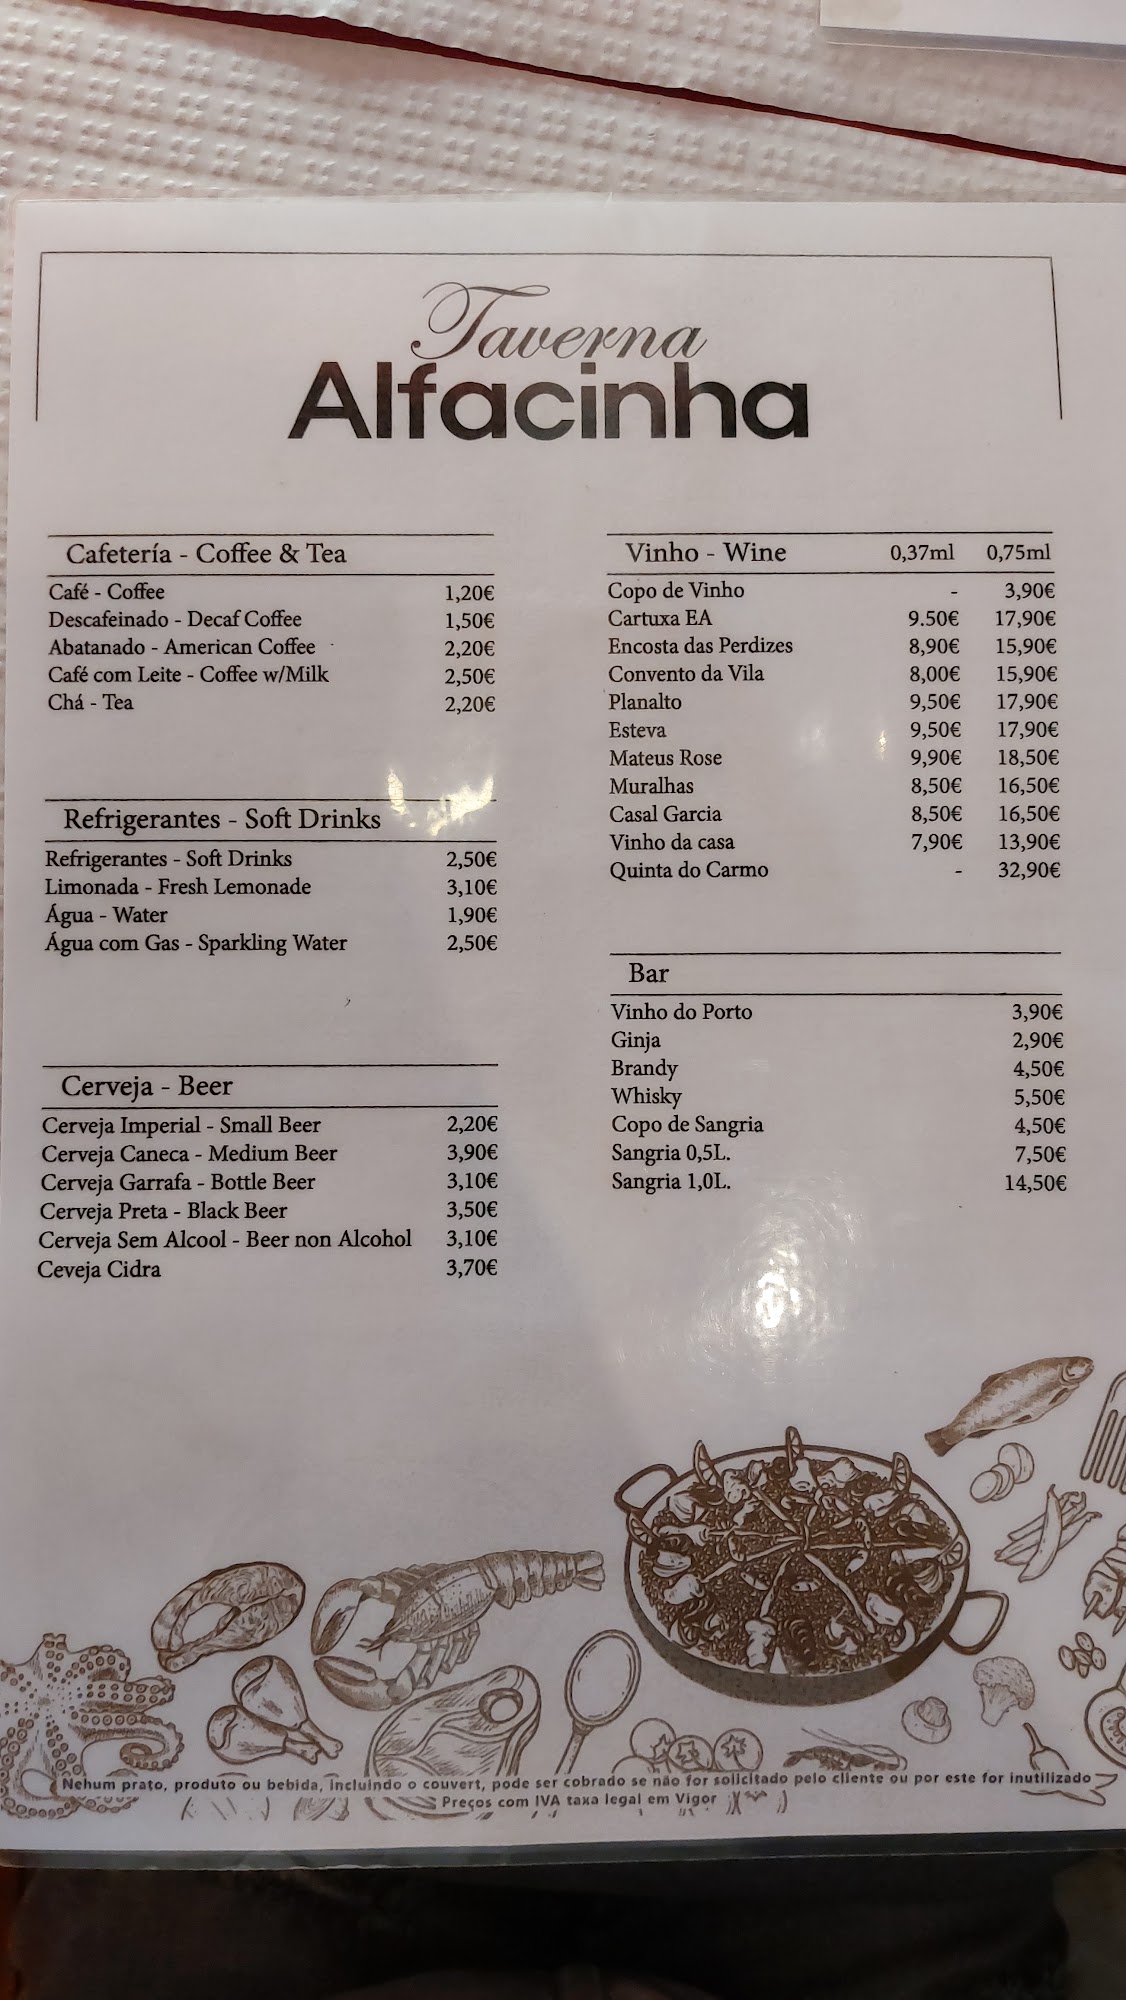 Taverna
Alfacinha
Cafetería - Coffee & Tea
Café - Coffee 1,20€
Descafeinado - Decaf Coffee 1,50€
Abatanado - American Coffee 2,20€
Café com Leite - Coffee w/Milk 2,50€
Chá - Tea 2,20€
Refrigerantes - Soft Drinks
Refrigerantes - Soft Drinks 2,50€
Limonada - Fresh Lemonade 3,10€
Água - Water 1,90€
Água com Gas - Sparkling Water 2,50€
Cerveja - Beer
Cerveja Imperial - Small Beer 2,20€
Cerveja Caneca - Medium Beer 3,90€
Cerveja Garrafa - Bottle Beer 3,10€
Cerveja Preta - Black Beer 3,50€
Cerveja Sem Alcool - Beer non Alcohol 3,10€
Ceveja Cidra 3,70€
Vinho - Wine 0,37ml 0,75ml
Copo de Vinho - 3,90€
Cartuxa EA 9.50€ 17,90€
Encosta das Perdizes 8,90€ 15,90€
Convento da Vila 8,00€ 15,90€
Planalto 9,50€ 17,90€
Esteva 9,50€ 17,90€
Mateus Rose 9,90€ 18,50€
Muralhas 8,50€ 16,50€
Casal Garcia 8,50€ 16,50€
Vinho da casa 7,90€ 13,90€
Quinta do Carmo - 32,90€
Bar
Vinho do Porto 3,90€
Ginja 2,90€
Brandy 4,50€
Whisky 5,50€
Copo de Sangria 4,50€
Sangria 0,5L. 7,50€
Sangria 1,0L. 14,50€
Nehum prato, produto ou bebida, incluindo o couvert, pode ser cobrado se não for solicitado pelo cliente ou por este for inutilizado
Preços com IVA taxa legal em Vigor